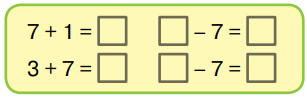 7 + 1 = □ □ – 7 = □
3 + 7 = □ □ – 7 = □